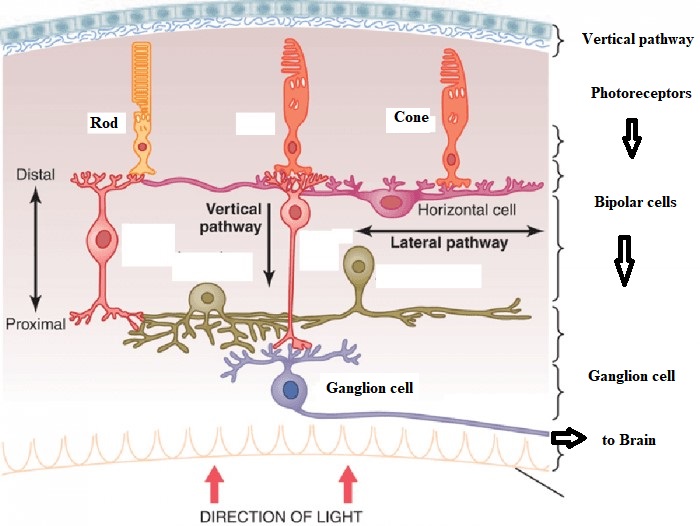 Vertical pathway
Photoreceptors
Rod
Cone
Distal
Bipolar cells
Vertical
pathway
Horizontal cell
Lateral pathway
Proximal
Ganglion cell
Ganglion cell
to Brain
DIRECTION OF LIGHT